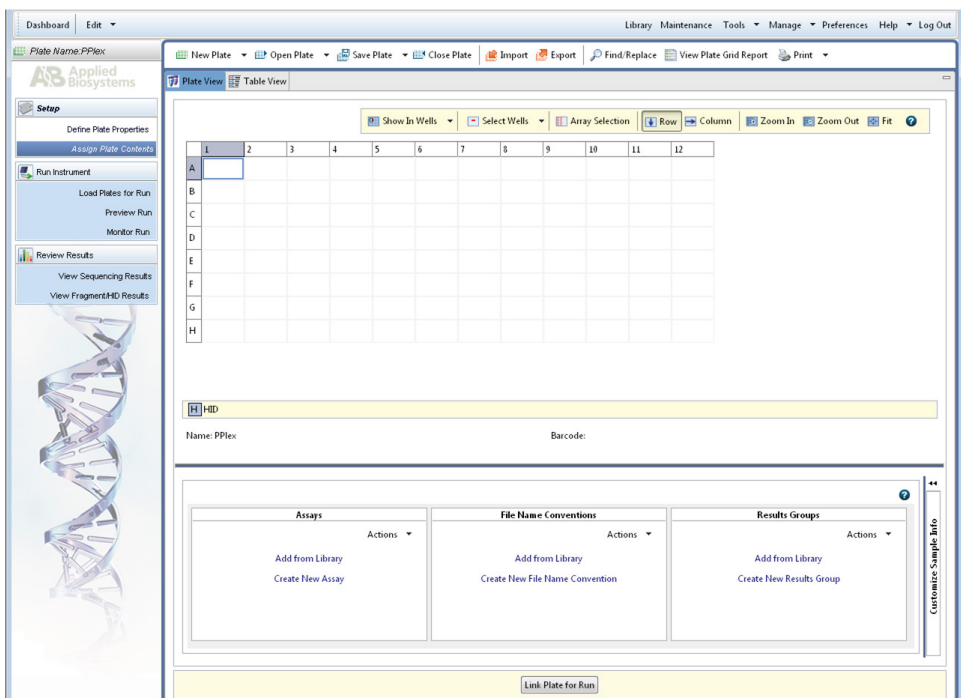 Dashboard Edit Library Maintenance Tools Manage Preferences Help Log Out
Plate Name:PPlex
New Plate Open Plate Save Plate Close Plate Import Export Find/Replace View Plate Grid Report Print
AB Applied Biosystems
Plate View Table View
Setup
Define Plate Properties
Assign Plate Contents
Run Instrument
Load Plates for Run
Preview Run
Monitor Run
Review Results
View Sequencing Results
View Fragment/HID Results
Show In Wells Select Wells Array Selection Row Column Zoom In Zoom Out Fit ?
1 2 3 4 5 6 7 8 9 10 11 12
A
B
C
D
E
F
G
H
H HID
Name: PPlex Barcode:
?
Assays File Name Conventions Results Groups
Actions Actions Actions
Add from Library Add from Library Add from Library
Create New Assay Create New File Name Convention Create New Results Group
Customize Sample Info
Link Plate for Run